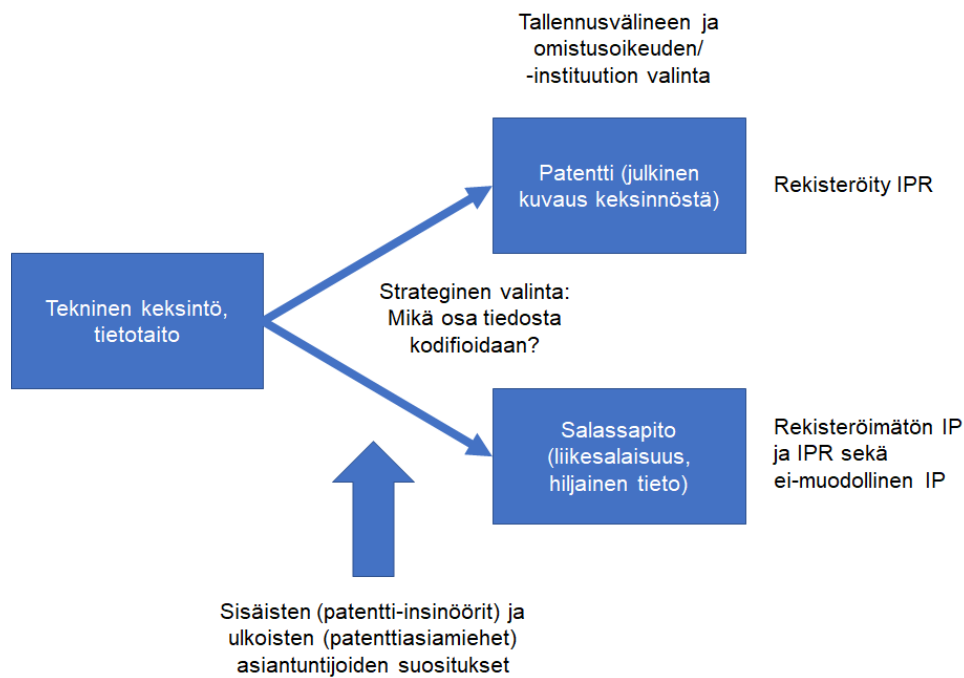 Tallennusvälineen ja
omistusoikeuden/
-instituution valinta
Patentti (julkinen
kuvaus keksinnöstä)
Rekisteröity IPR
Tekninen keksintö,
tietotaito
Strateginen valinta:
Mikä osa tiedosta
kodifioidaan?
Salassapito
(liikesalaisuus,
hiljainen tieto)
Rekisteröimätön IP
ja IPR sekä
ei-muodollinen IP
Sisäisten (patentti-insinöörit) ja
ulkoisten (patenttiasiamiehet)
asiantuntijoiden suositukset